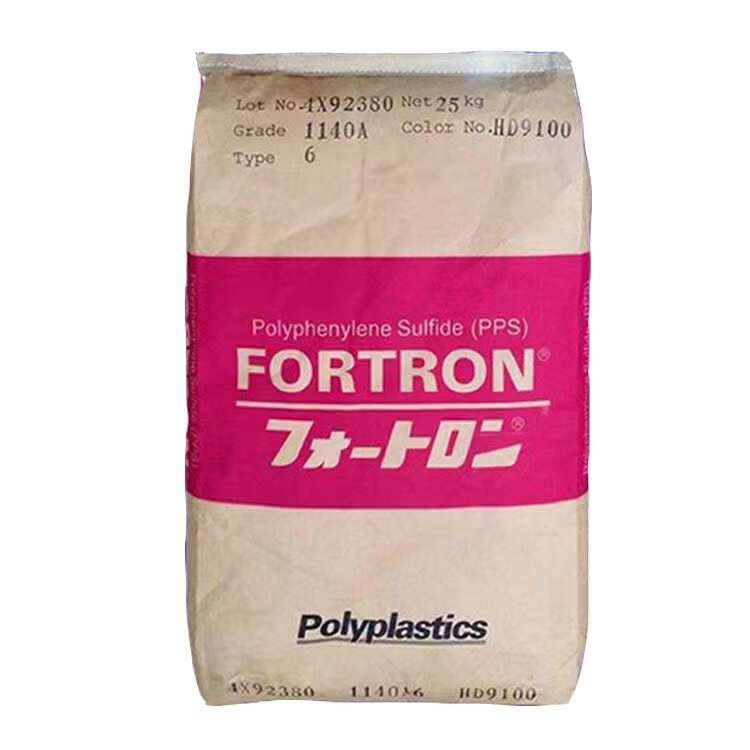 Lot No. 4X92380 Net 25 kg
Grade 1140A Color No. HD9100
Type 6
Polyphenylene Sulfide (PPS)
FORTRON®
フォートロン®
Polyplastics
4X92380 1140A6 HD9100